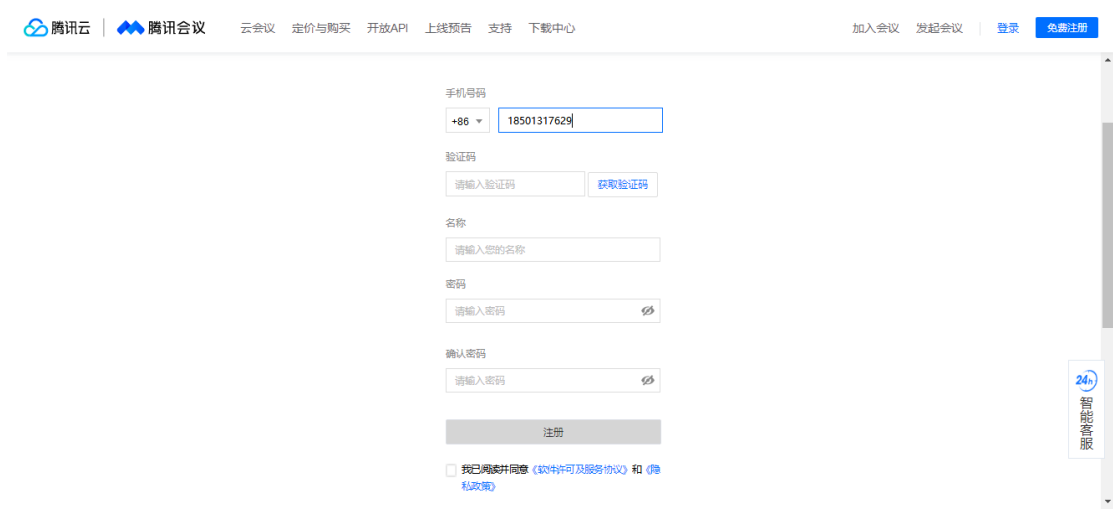 腾讯云 腾讯会议 云会议 定价与购买 开放API 上线预告 支持 下载中心 加入会议 发起会议 登录 免费注册
手机号码
+86 18501317629
验证码
请输入验证码 获取验证码
名称
请输入您的名称
密码
请输入密码
确认密码
请输入密码
24h
智能客服
注册
我已阅读并同意《软件许可及服务协议》和《隐
私政策》